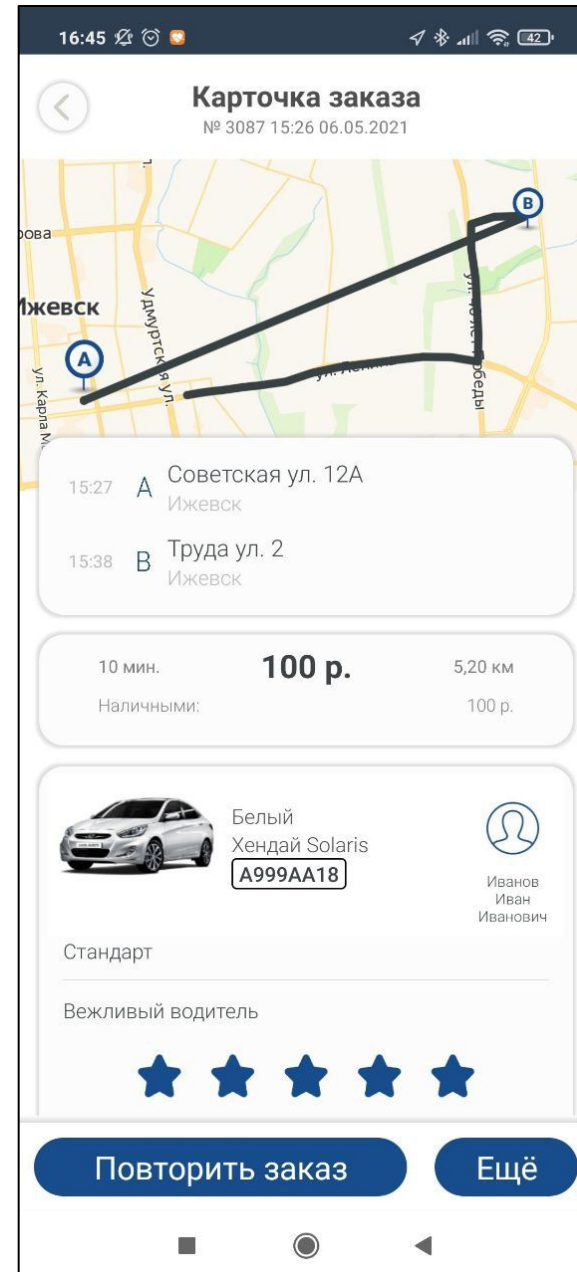 16:45
42
Карточка заказа
№ 3087 15:26 06.05.2021
В
Ижевск
Удмуртская ул.
А
ул. Карла
Победы
15:27 А Советская ул. 12А
Ижевск
15:38 В Труда ул. 2
Ижевск
10 мин. 100 р. 5,20 км
Наличными: 100 р.
Белый
Хендай Solaris
А999АА18
Иванов
Иван
Иванович
Стандарт
Вежливый водитель
Повторить заказ
Ещё